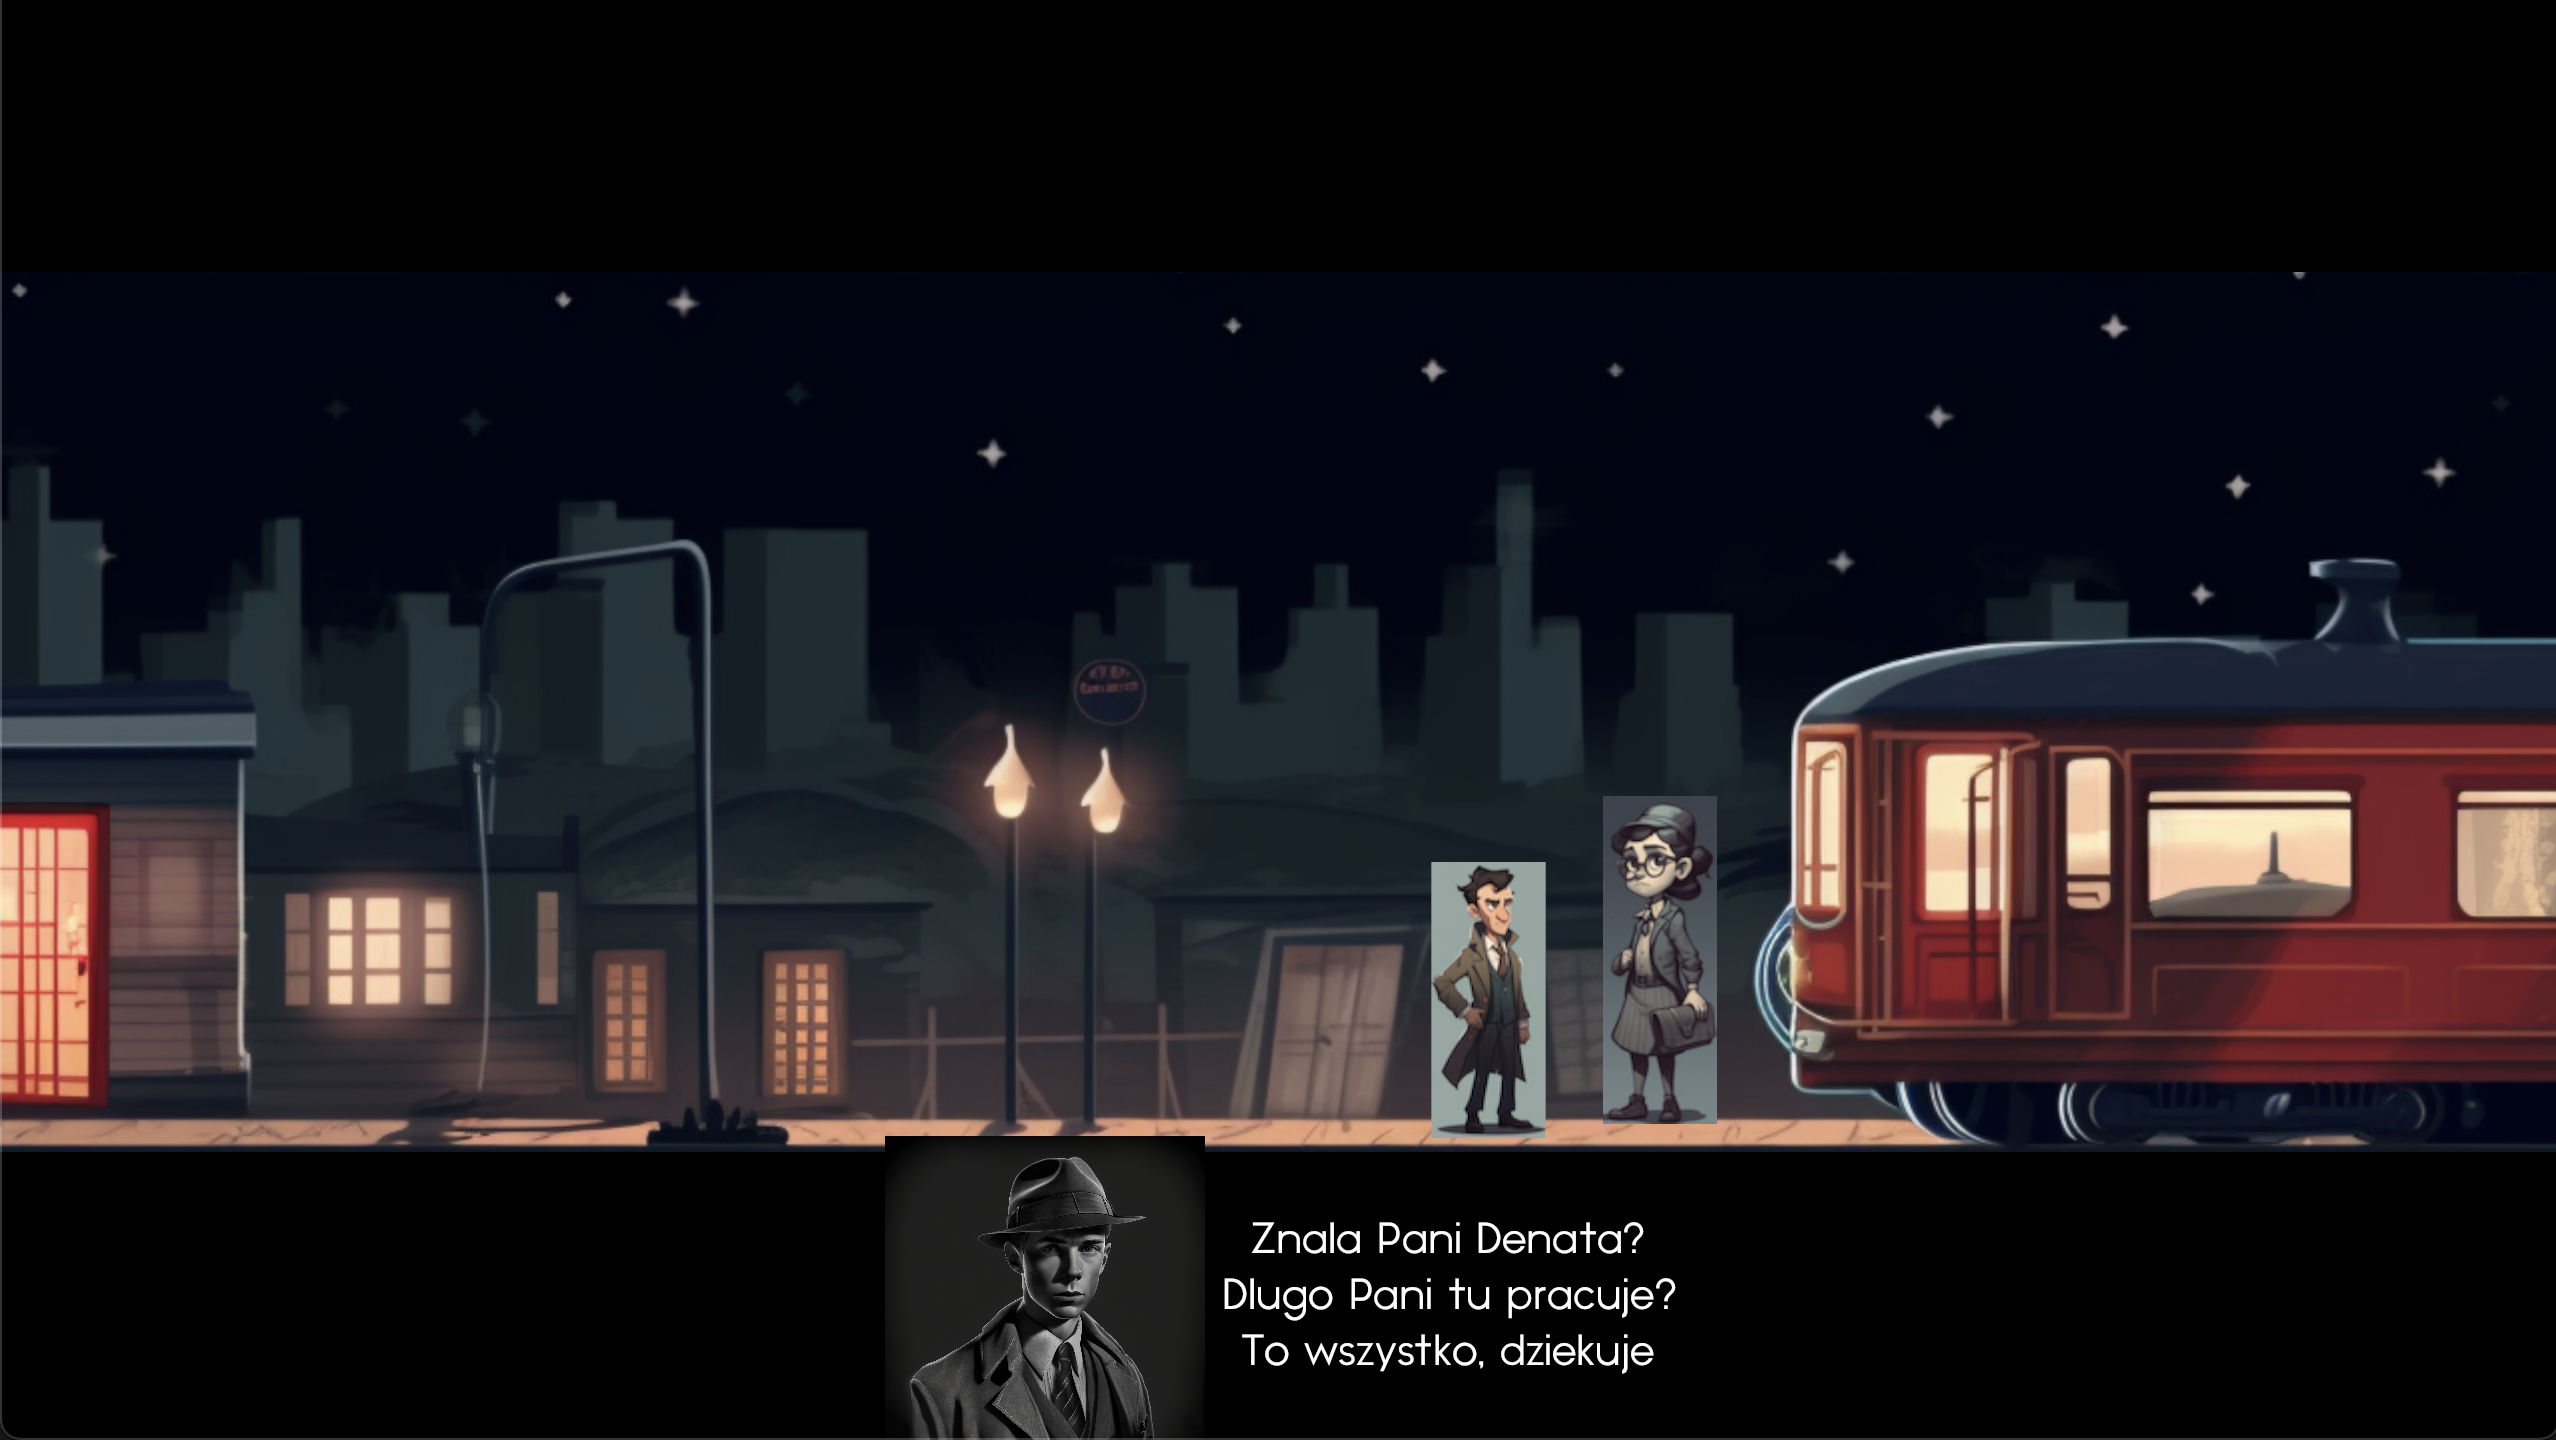 Znala Pani Denata?
Dlugo Pani tu pracuje?
To wszystko, dziekuje